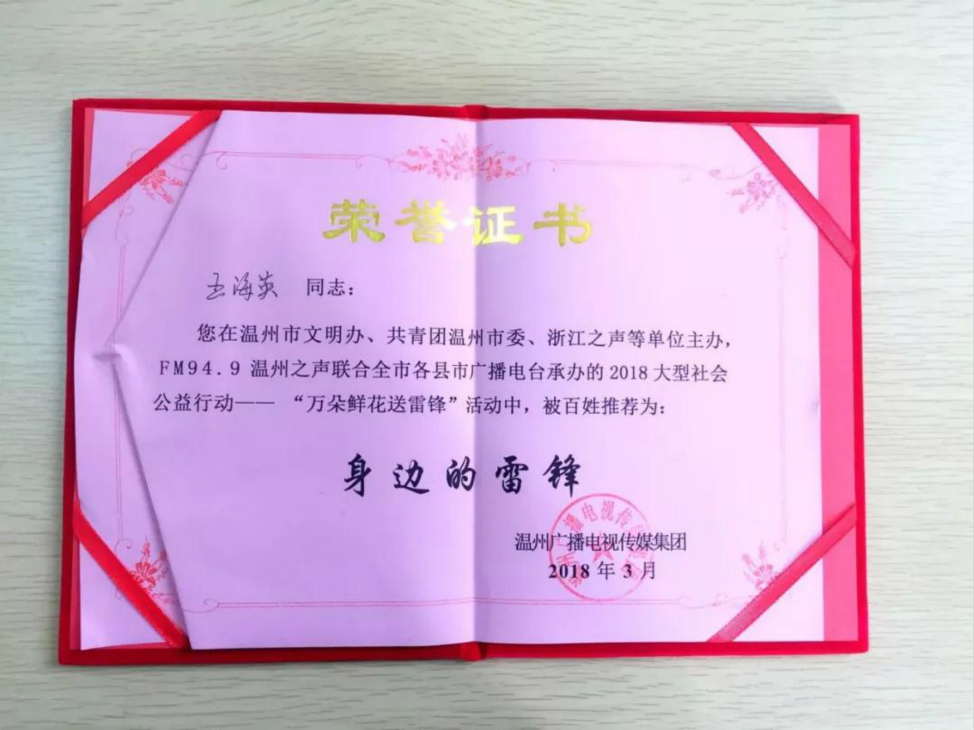 荣誉证书
王海英 同志：
您在温州市文明办、共青团温州市委、浙江之声等单位主办，
FM94.9 温州之声联合全市各县市广播电台承办的 2018 大型社会
公益行动—— “万朵鲜花送雷锋”活动中，被百姓推荐为：
身边的雷锋
温州广播电视传媒集团
2018 年 3 月